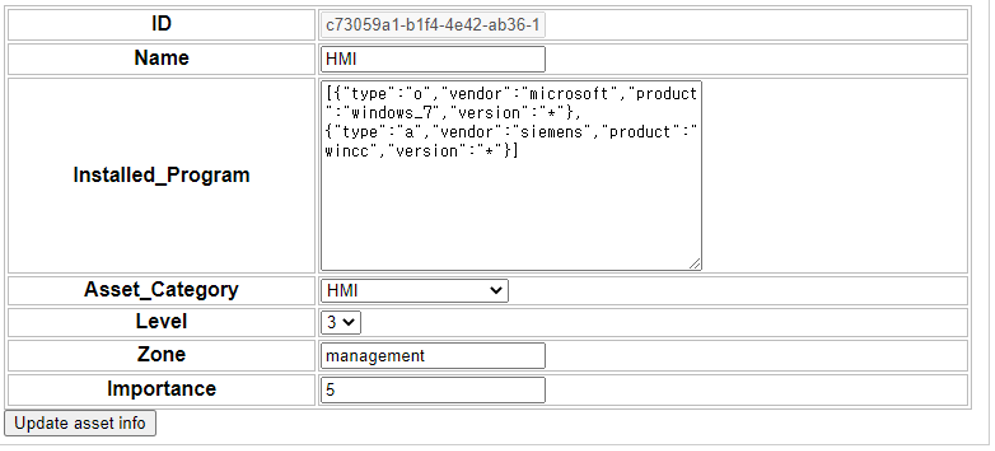 ID c73059a1-b1f4-4e42-ab36-1
Name HMI
Installed_Program
[{"type":"o","vendor":"microsoft","product
":"windows_7","version":"*"},
{"type":"a","vendor":"siemens","product":"
wincc","version":"*"}]
Asset_Category HMI
Level 3
Zone management
Importance 5
Update asset info